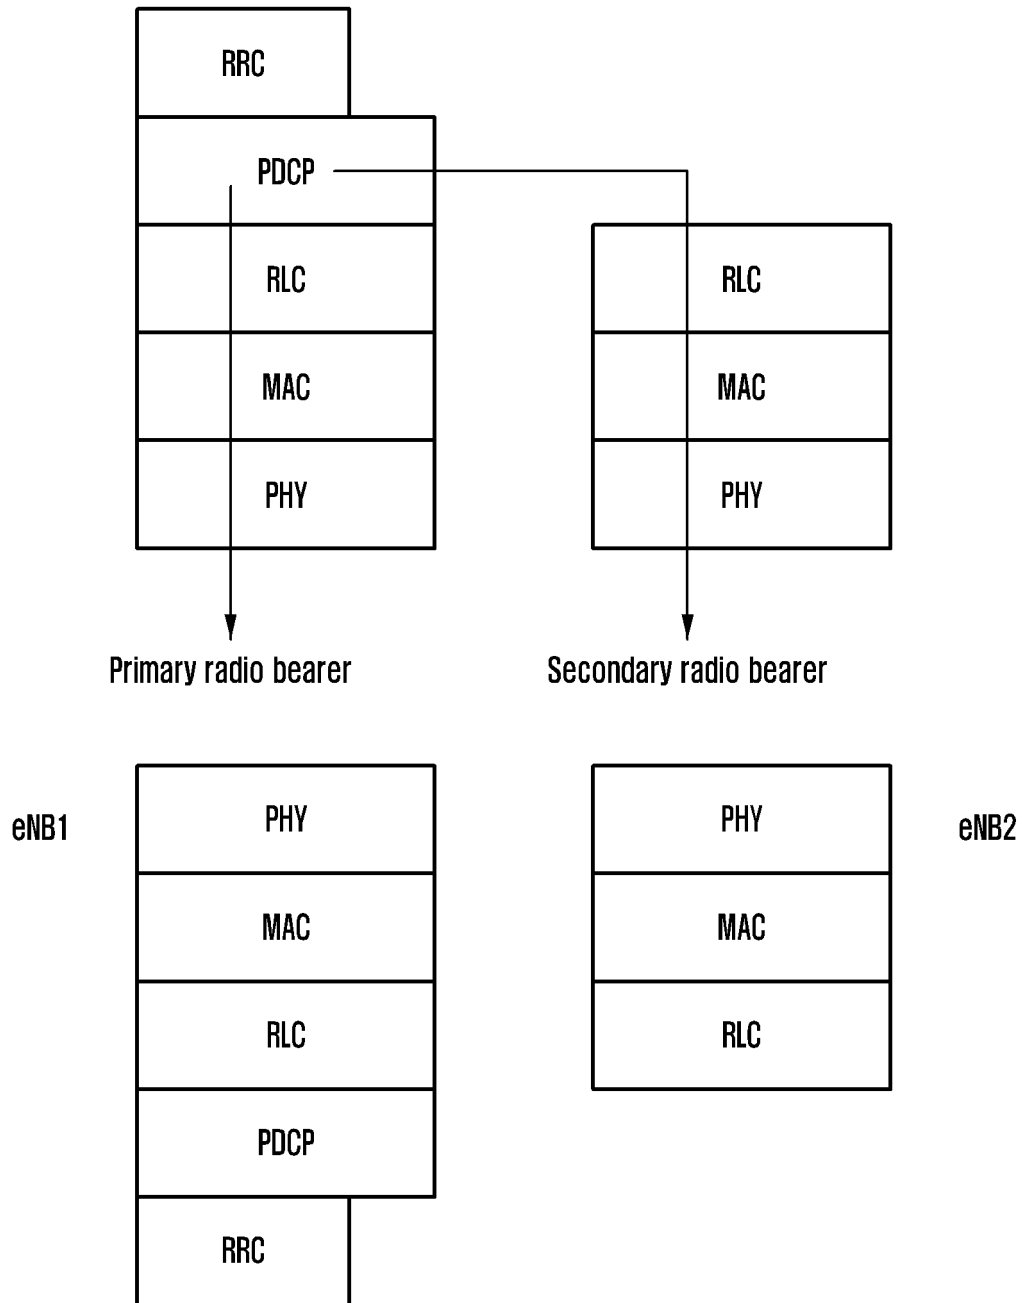 RRC
PDCP
RLC
RLC
MAC
MAC
PHY
PHY
Primary radio bearer
Secondary radio bearer
eNB1
PHY
PHY
eNB2
MAC
MAC
RLC
RLC
PDCP
RRC